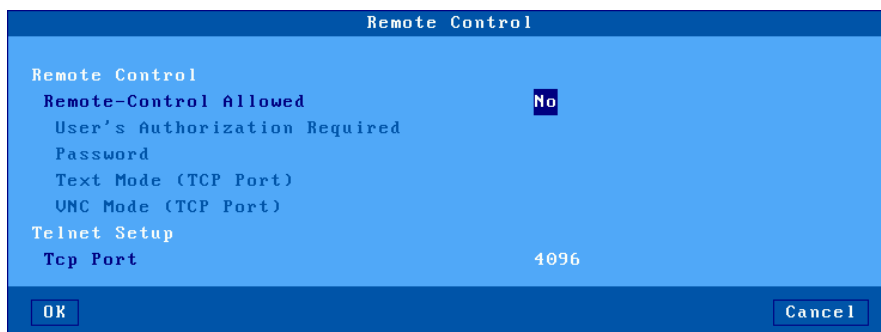 Remote Control
Remote Control
Remote-Control Allowed No
User's Authorization Required
Password
Text Mode (TCP Port)
VNC Mode (TCP Port)
Telnet Setup
Tcp Port 4096
OK Cancel